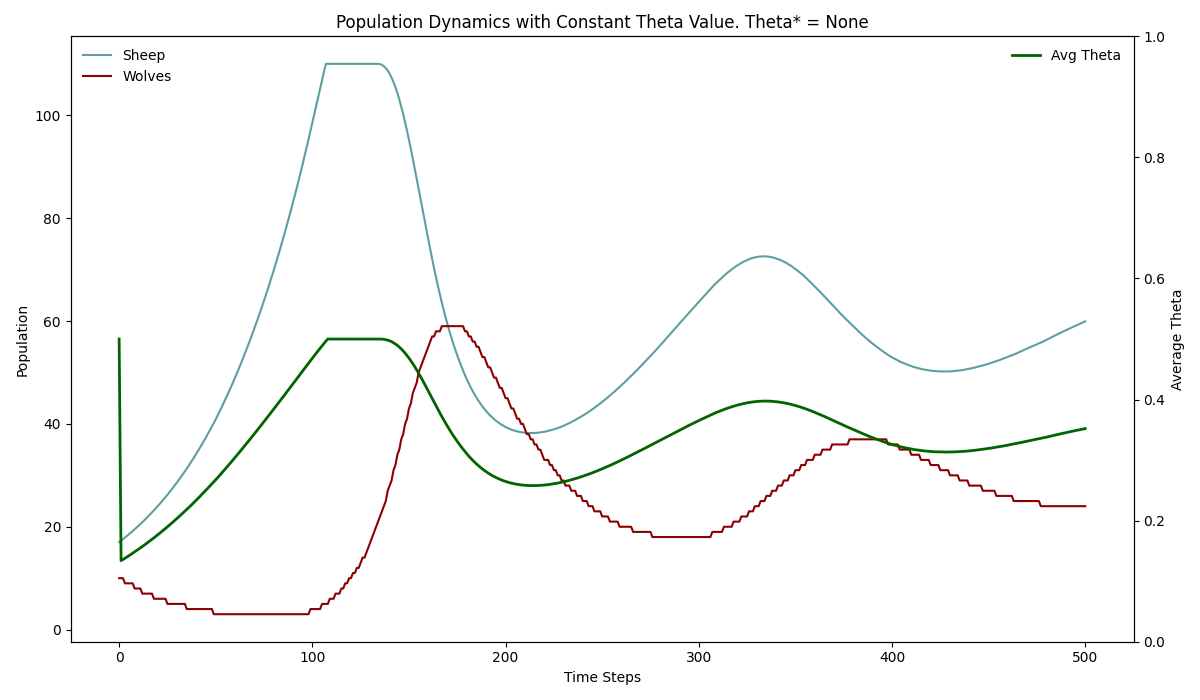 Population Dynamics with Constant Theta Value. Theta* = None
Sheep
Wolves
Avg Theta
Population
100
80
60
40
20
0
1.0
0.8
0.6
0.4
0.2
0.0
Average Theta
0 100 200 300 400 500
Time Steps